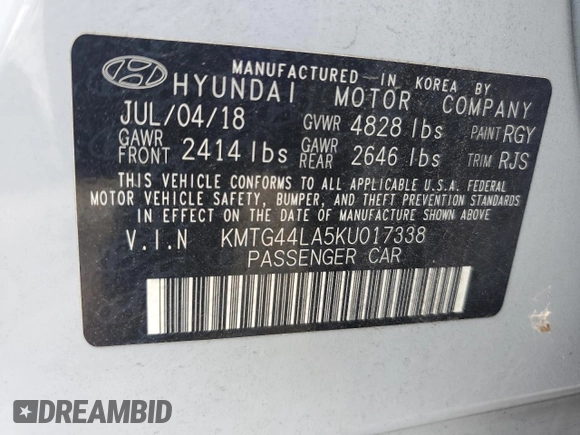 MANUFACTURED IN KOREA BY
HYUNDAI MOTOR COMPANY
JUL/04/18 GVWR 4828 lbs PAINT RGY
GAWR FRONT 2414 lbs GAWR REAR 2646 lbs TRIM RJS
THIS VEHICLE CONFORMS TO ALL APPLICABLE U.S.A. FEDERAL
MOTOR VEHICLE SAFETY, BUMPER, AND THEFT PREVENTION
STANDARDS IN EFFECT ON THE DATE OF MANUFACTURE SHOWN ABOVE.
V.I.N KMTG44LA5KU017338
PASSENGER CAR
DREAMBID